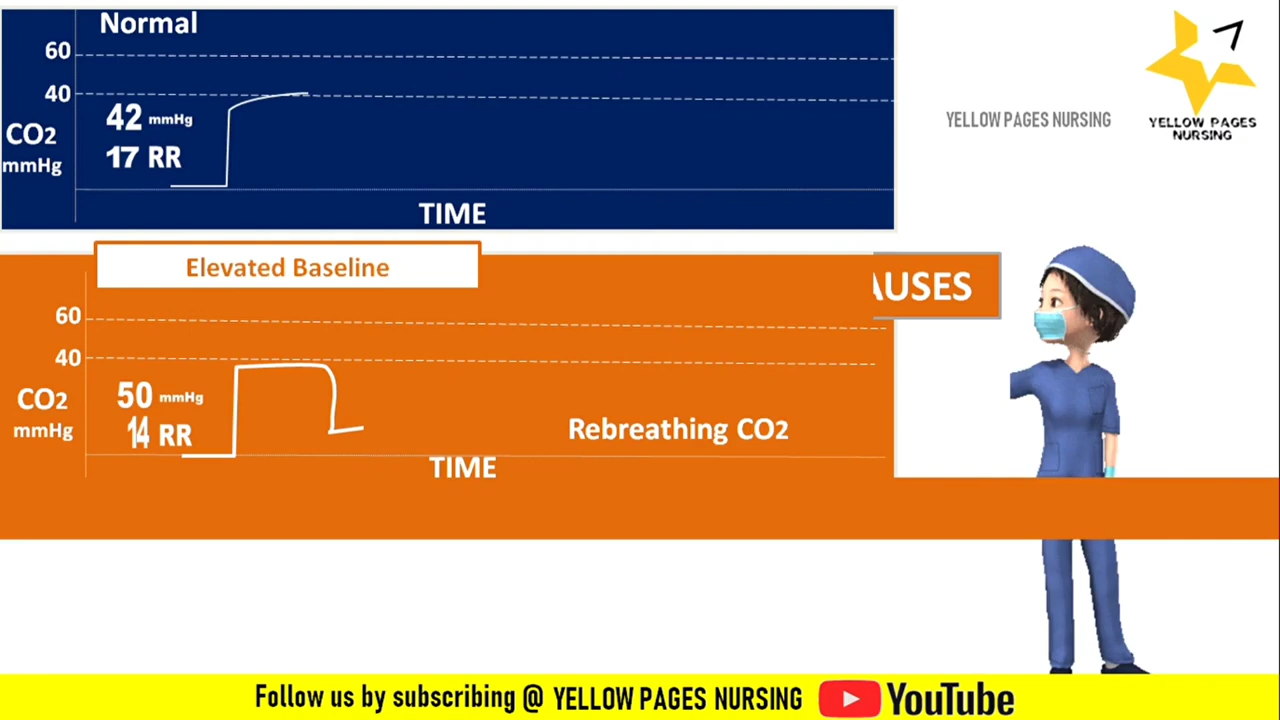 Normal
60
40
CO2
mmHg
42 mmHg
17 RR
TIME
YELLOW PAGES NURSING
YELLOW PAGES
NURSING
Elevated Baseline
AUSES
60
40
CO2
mmHg
50 mmHg
14 RR
Rebreathing CO2
TIME
Follow us by subscribing @ YELLOW PAGES NURSING YouTube